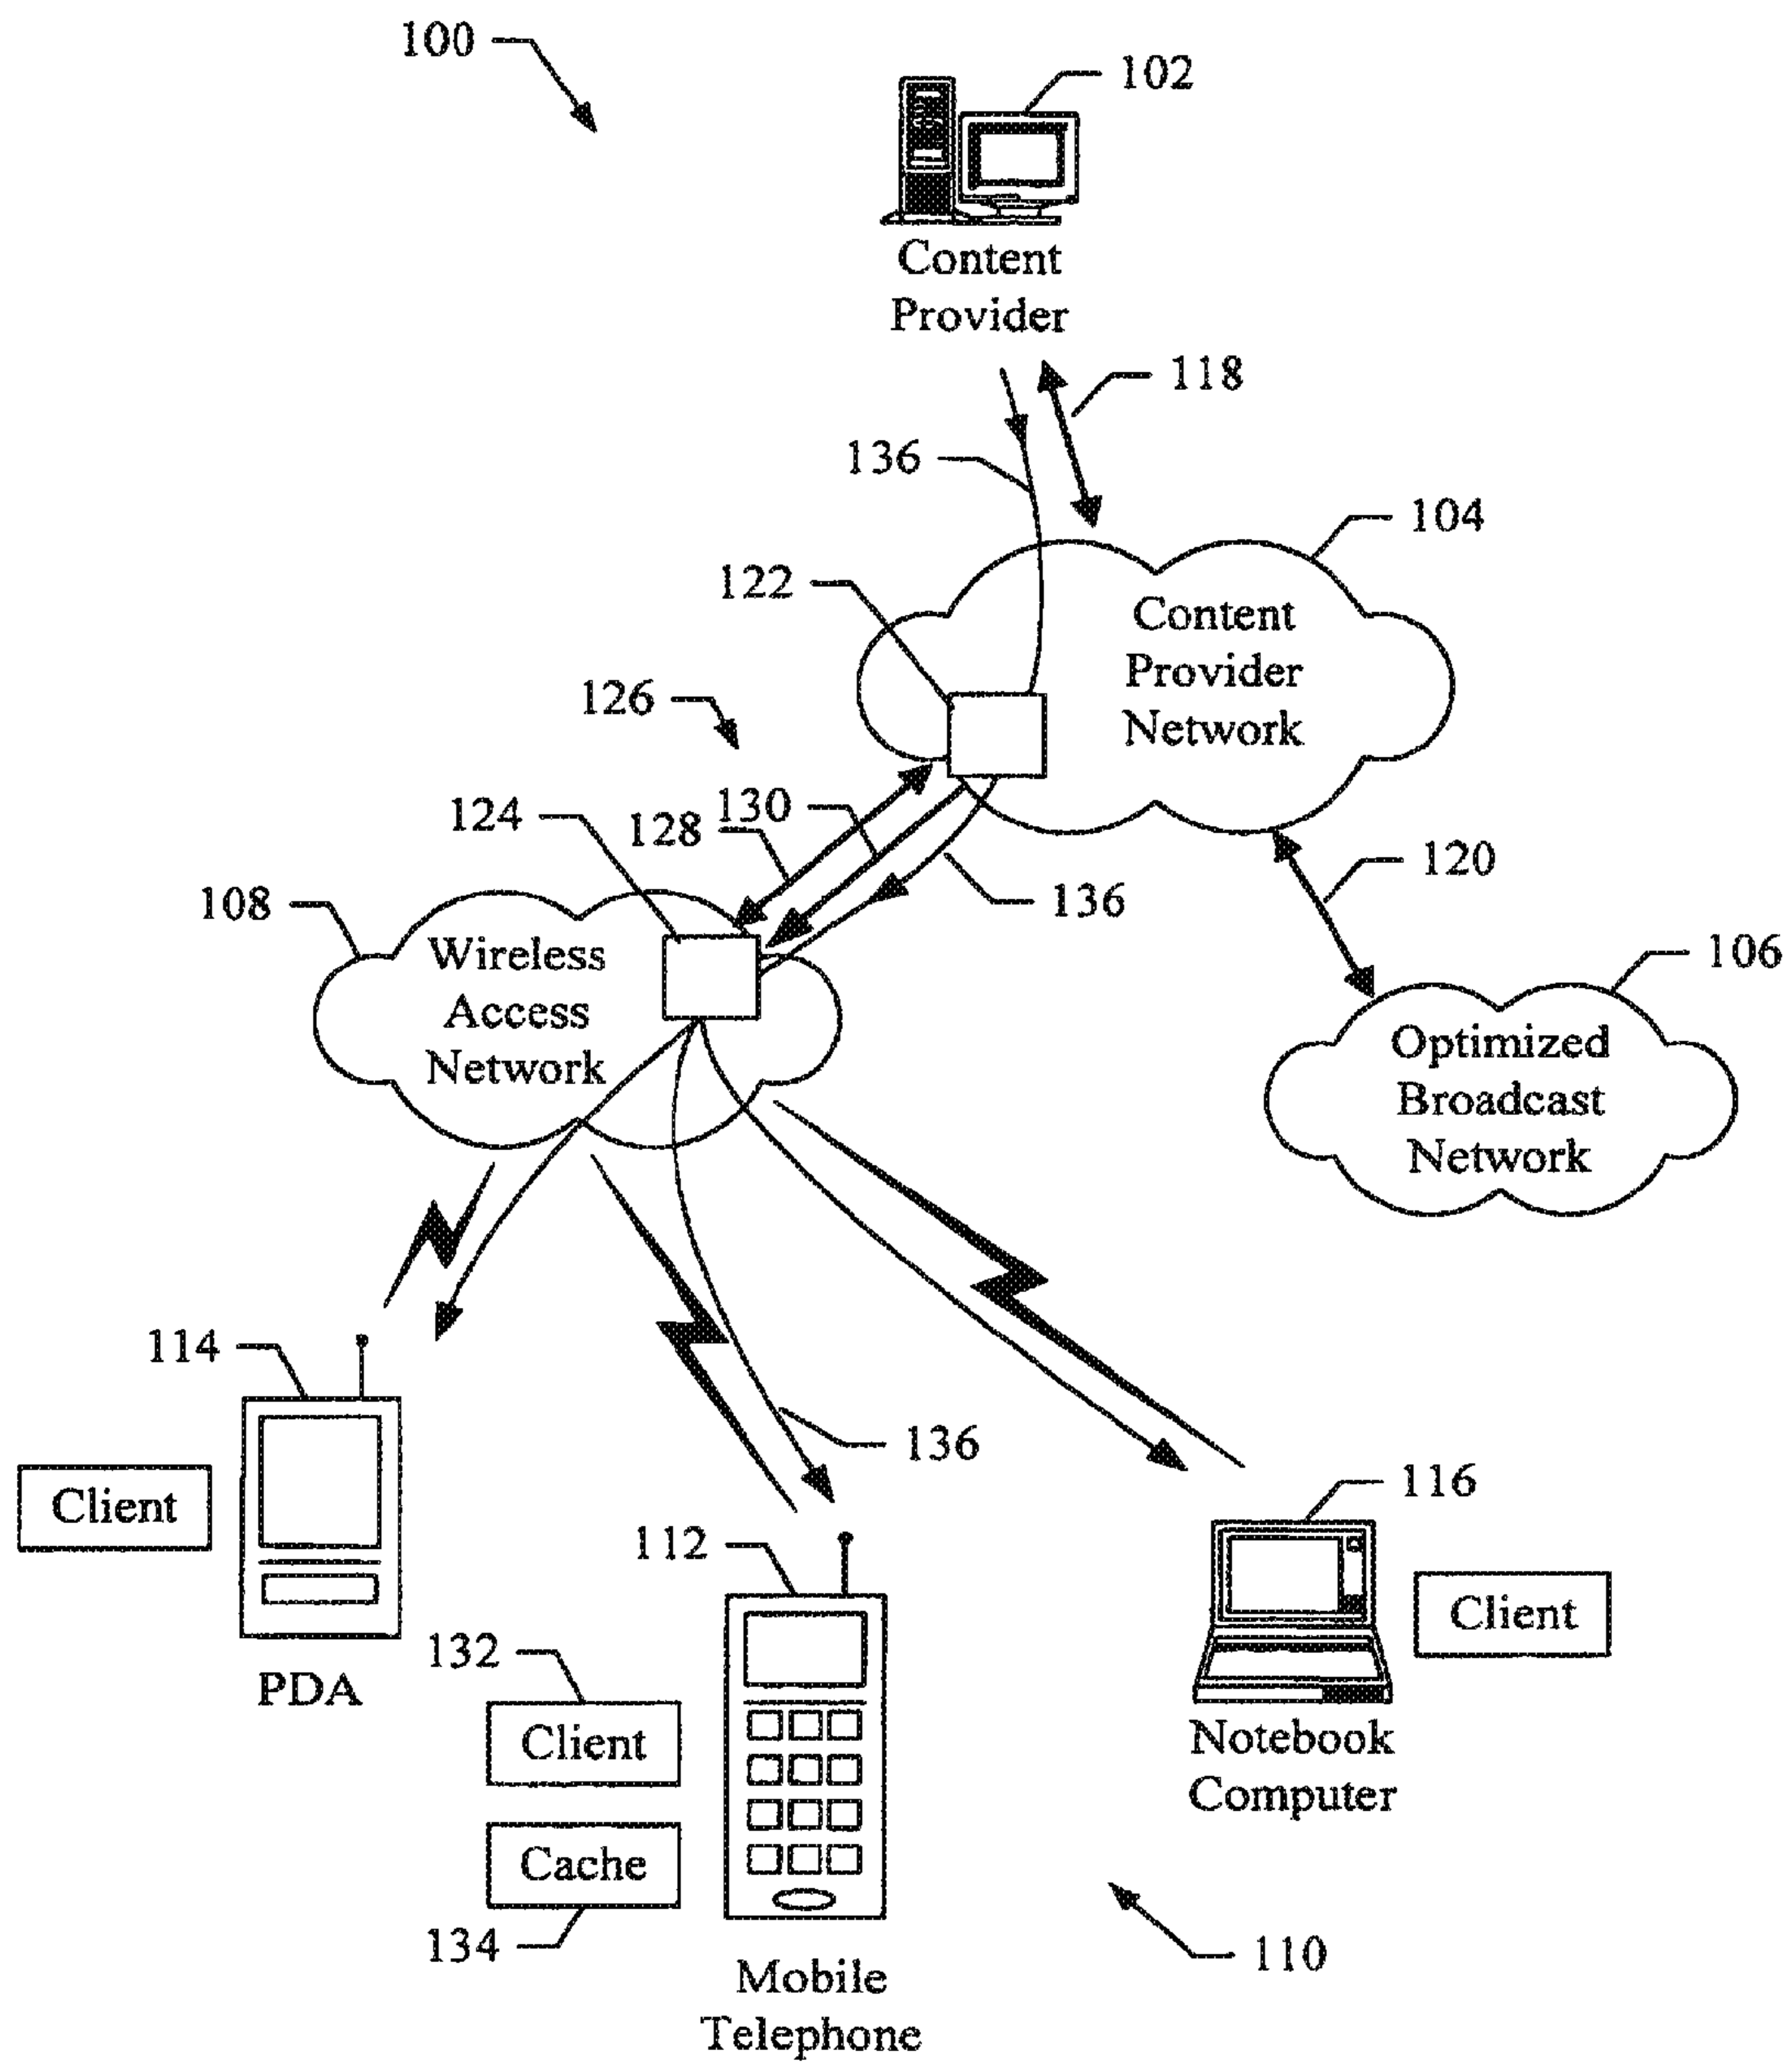 100
102
Content
Provider
118
136
104
122
Content
Provider
Network
126
130
124
128
120
136
108
Wireless
Access
Network
106
Optimized
Broadcast
Network
114
136
Client
116
112
Client
132
PDA
Client
Notebook
Computer
Cache
134
110
Mobile
Telephone